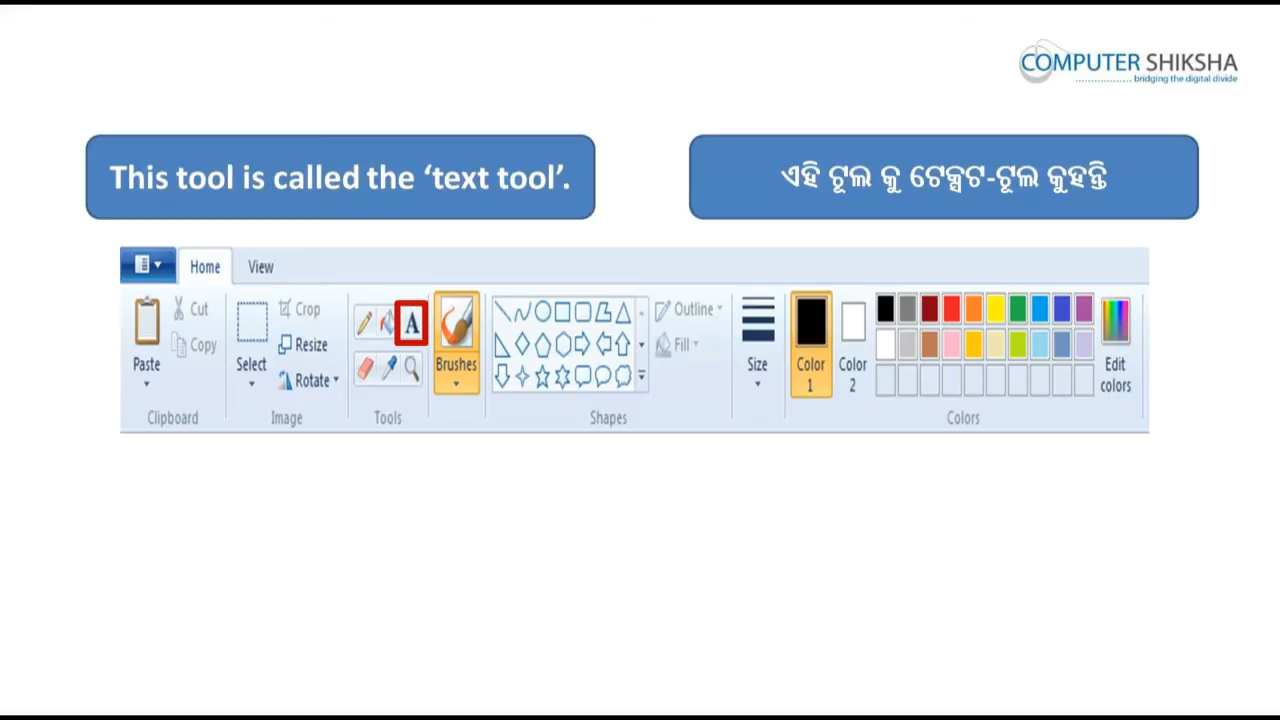 COMPUTER SHIKSHA
bridging the digital divide
This tool is called the ‘text tool’.
ଏହି ଟୁଲ କୁ ଟେକ୍ସଟ-ଟୁଲ କୁହନ୍ତି
Home View
Paste
Cut
Copy
Clipboard
Select
Crop
Resize
Rotate
Image
A
Tools
Brushes
Outline
Fill
Shapes
Size
Color 1
Color 2
Edit colors
Colors